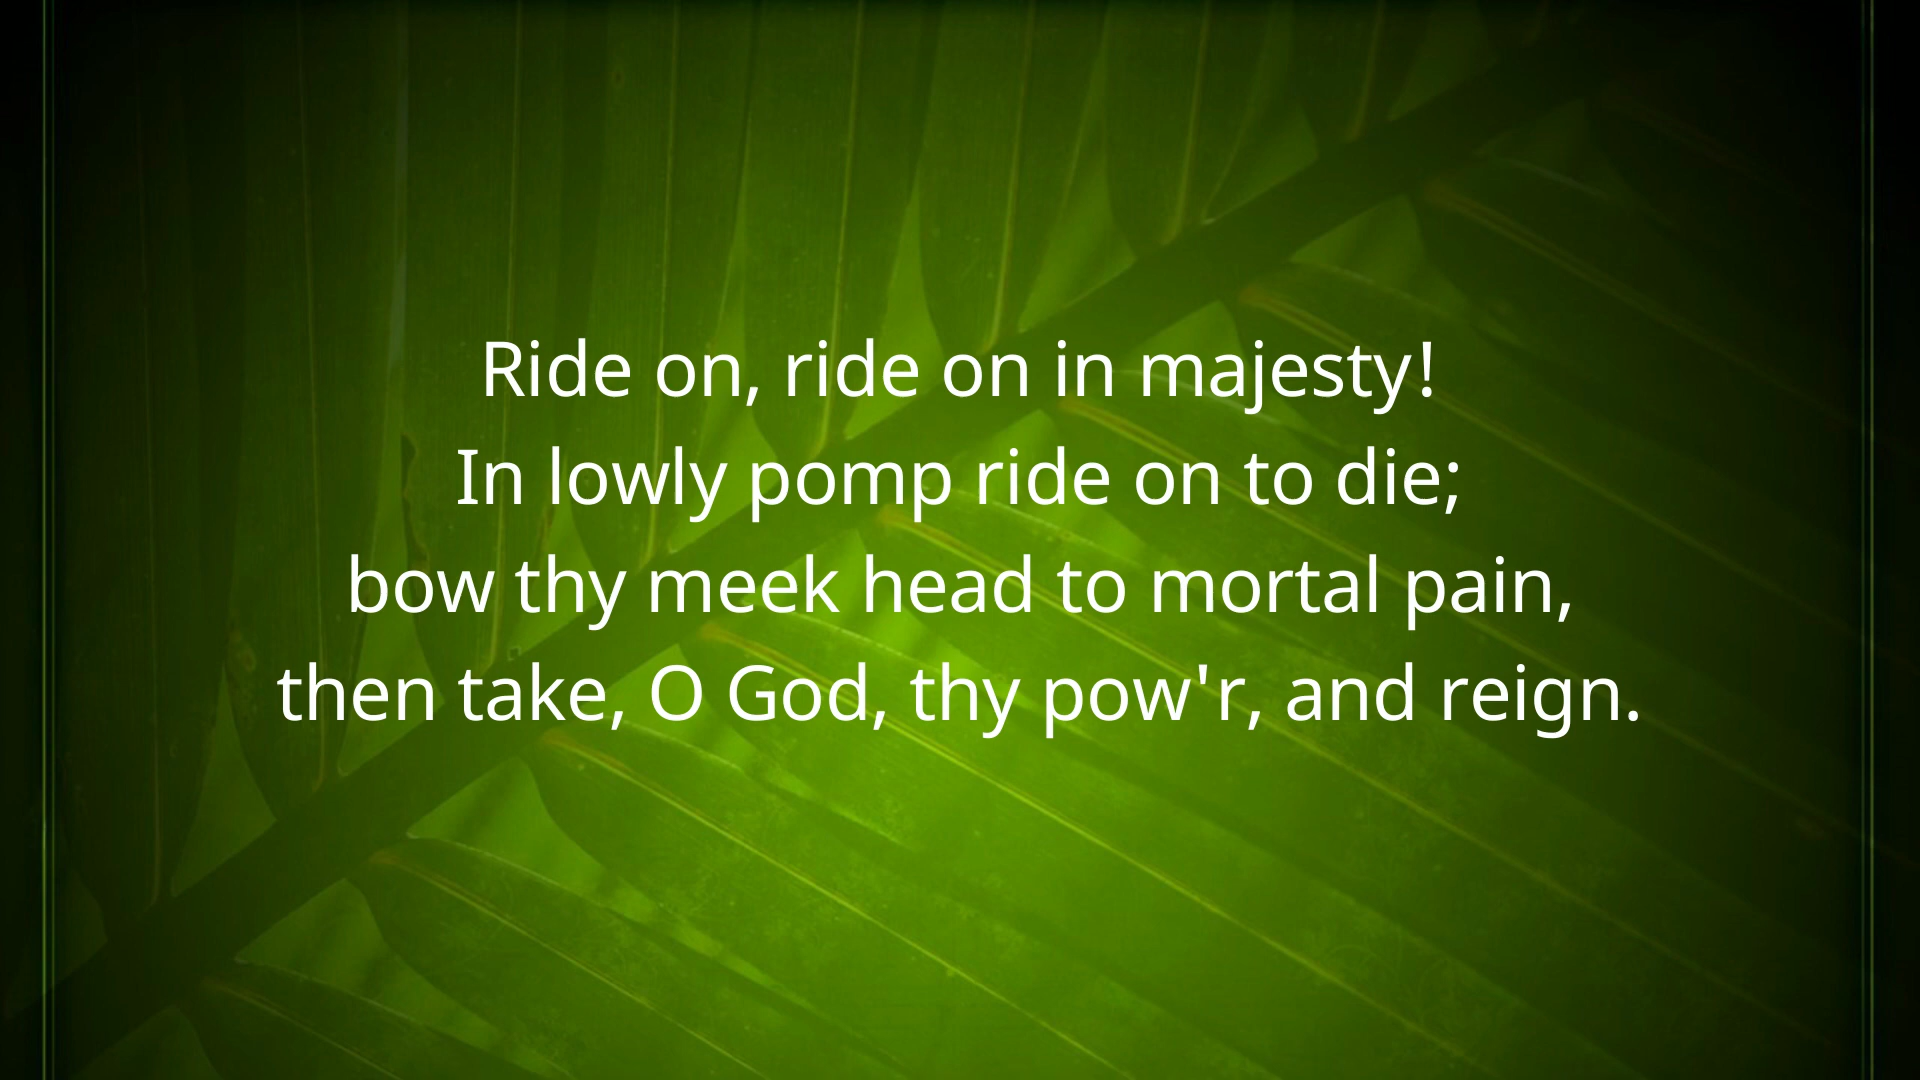 Ride on, ride on in majesty!
In lowly pomp ride on to die;
bow thy meek head to mortal pain,
then take, O God, thy pow'r, and reign.